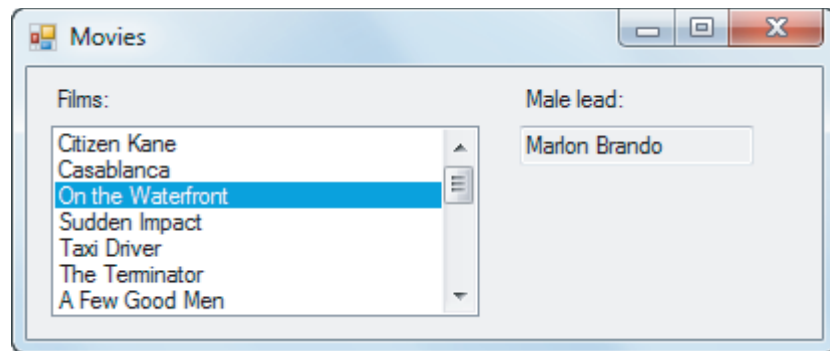 Movies
Films:
Male lead:
Citizen Kane
Marlon Brando
Casablanca
On the Waterfront
Sudden Impact
Taxi Driver
The Terminator
A Few Good Men